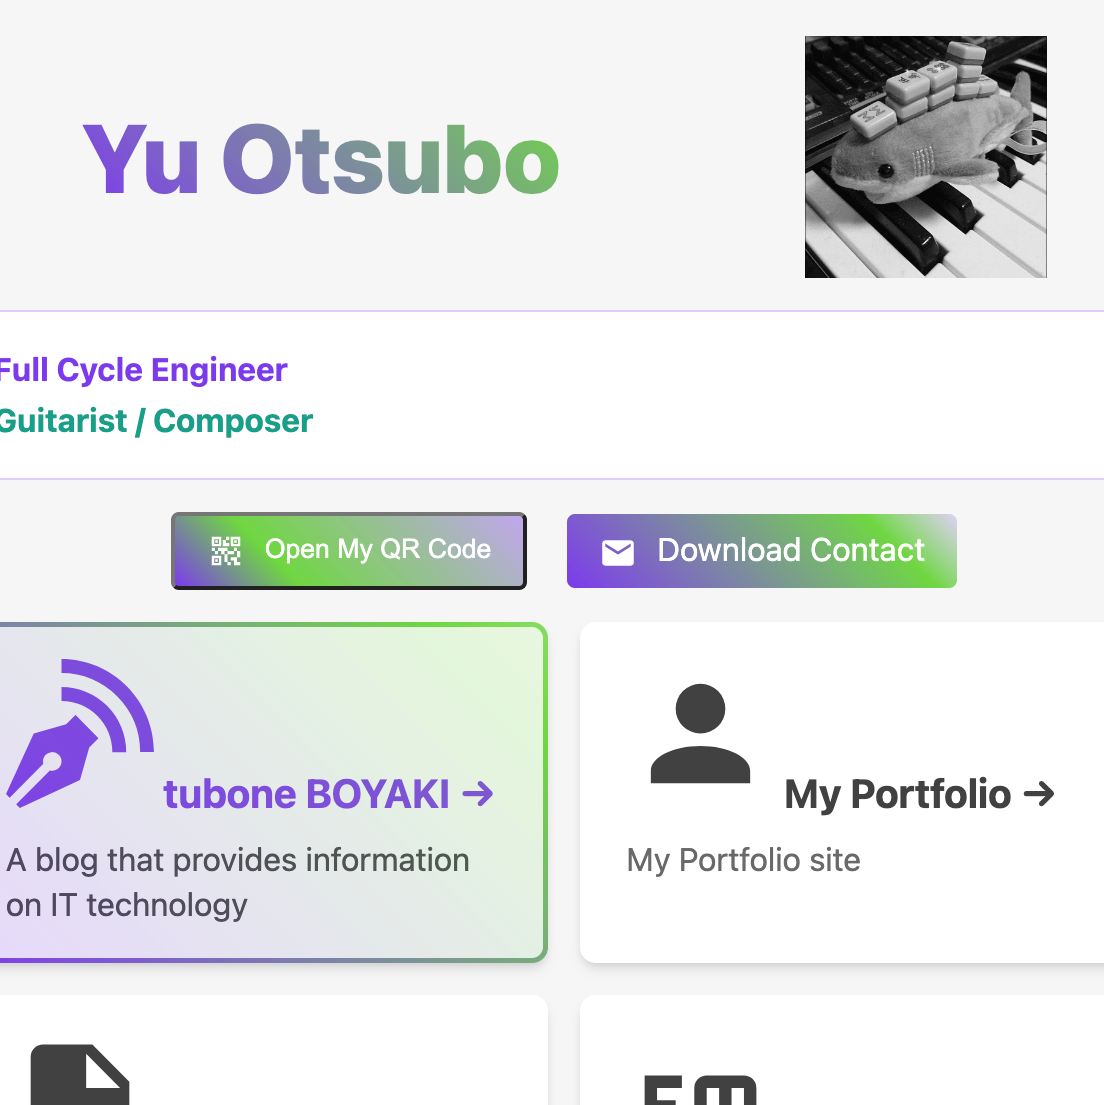 Yu Otsubo
Full Cycle Engineer
Guitarist / Composer
Open My QR Code
Download Contact
tubone BOYAKI →
A blog that provides information
on IT technology
My Portfolio →
My Portfolio site